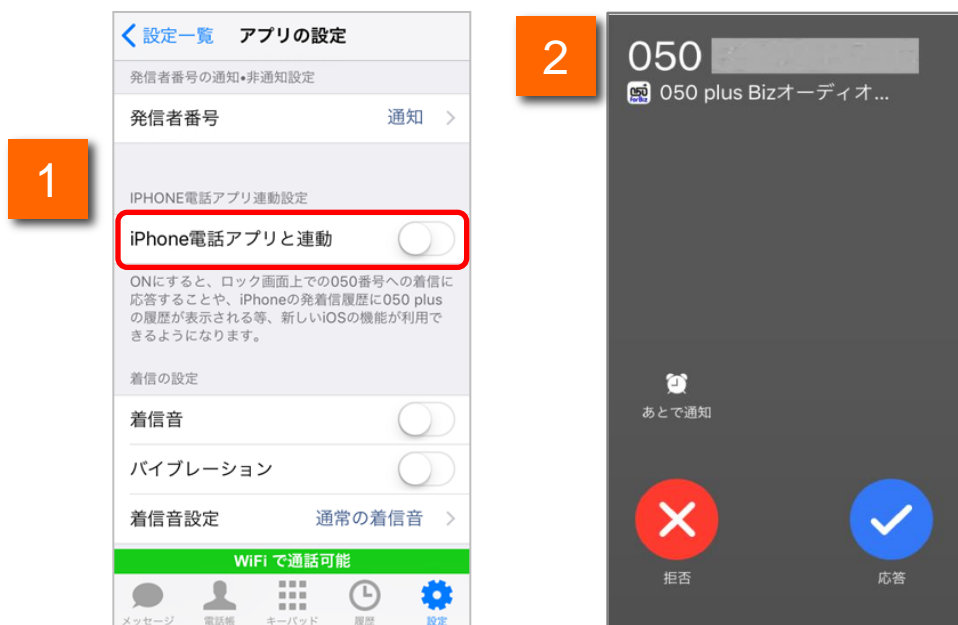 1
設定一覧 アプリの設定
発信者番号の通知•非通知設定
発信者番号 通知
IPHONE電話アプリ連動設定
iPhone電話アプリと連動
ONにすると、ロック画面上での050番号への着信に
応答することや、iPhoneの発着信履歴に050 plus
の履歴が表示される等、新しいiOSの機能が利用で
きるようになります。
着信の設定
着信音
バイブレーション
着信音設定 通常の着信音
WiFi で通話可能
メッセージ 電話帳 キーパッド 履歴 設定
2
050
050 plus Bizオーディオ...
あとで通知
拒否 応答